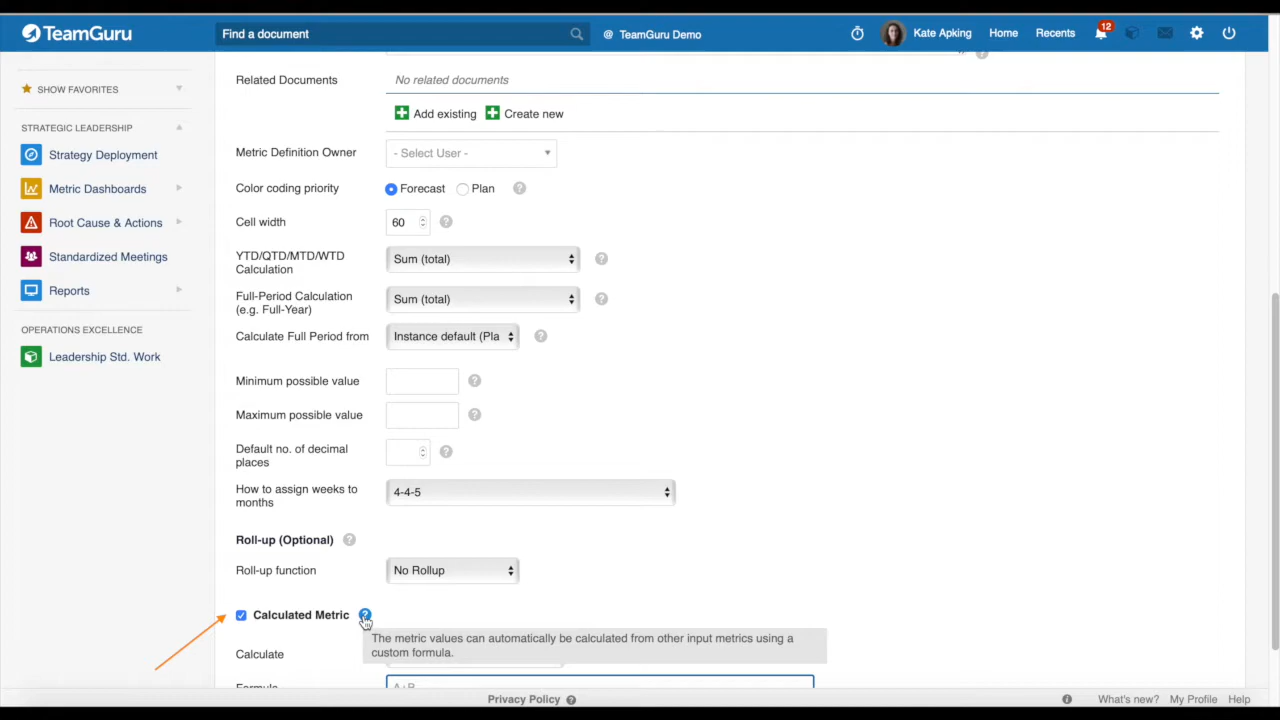 TeamGuru
Find a document
@ TeamGuru Demo
Kate Apking
Home
Recents
12
SHOW FAVORITES
STRATEGIC LEADERSHIP
Strategy Deployment
Metric Dashboards
Root Cause & Actions
Standardized Meetings
Reports
OPERATIONS EXCELLENCE
Leadership Std. Work
Related Documents
No related documents
Add existing
Create new
Metric Definition Owner
- Select User -
Color coding priority
Forecast
Plan
?
Cell width
60
?
YTD/QTD/MTD/WTD
Calculation
Sum (total)
?
Full-Period Calculation
(e.g. Full-Year)
Sum (total)
?
Calculate Full Period from
Instance default (Pla
?
Minimum possible value
?
Maximum possible value
?
Default no. of decimal
places
?
How to assign weeks to
months
4-4-5
Roll-up (Optional)
?
Roll-up function
No Rollup
Calculated Metric
?
The metric values can automatically be calculated from other input metrics using a
custom formula.
Calculate
Formula
A+B
Privacy Policy
?
What's new?
My Profile
Help